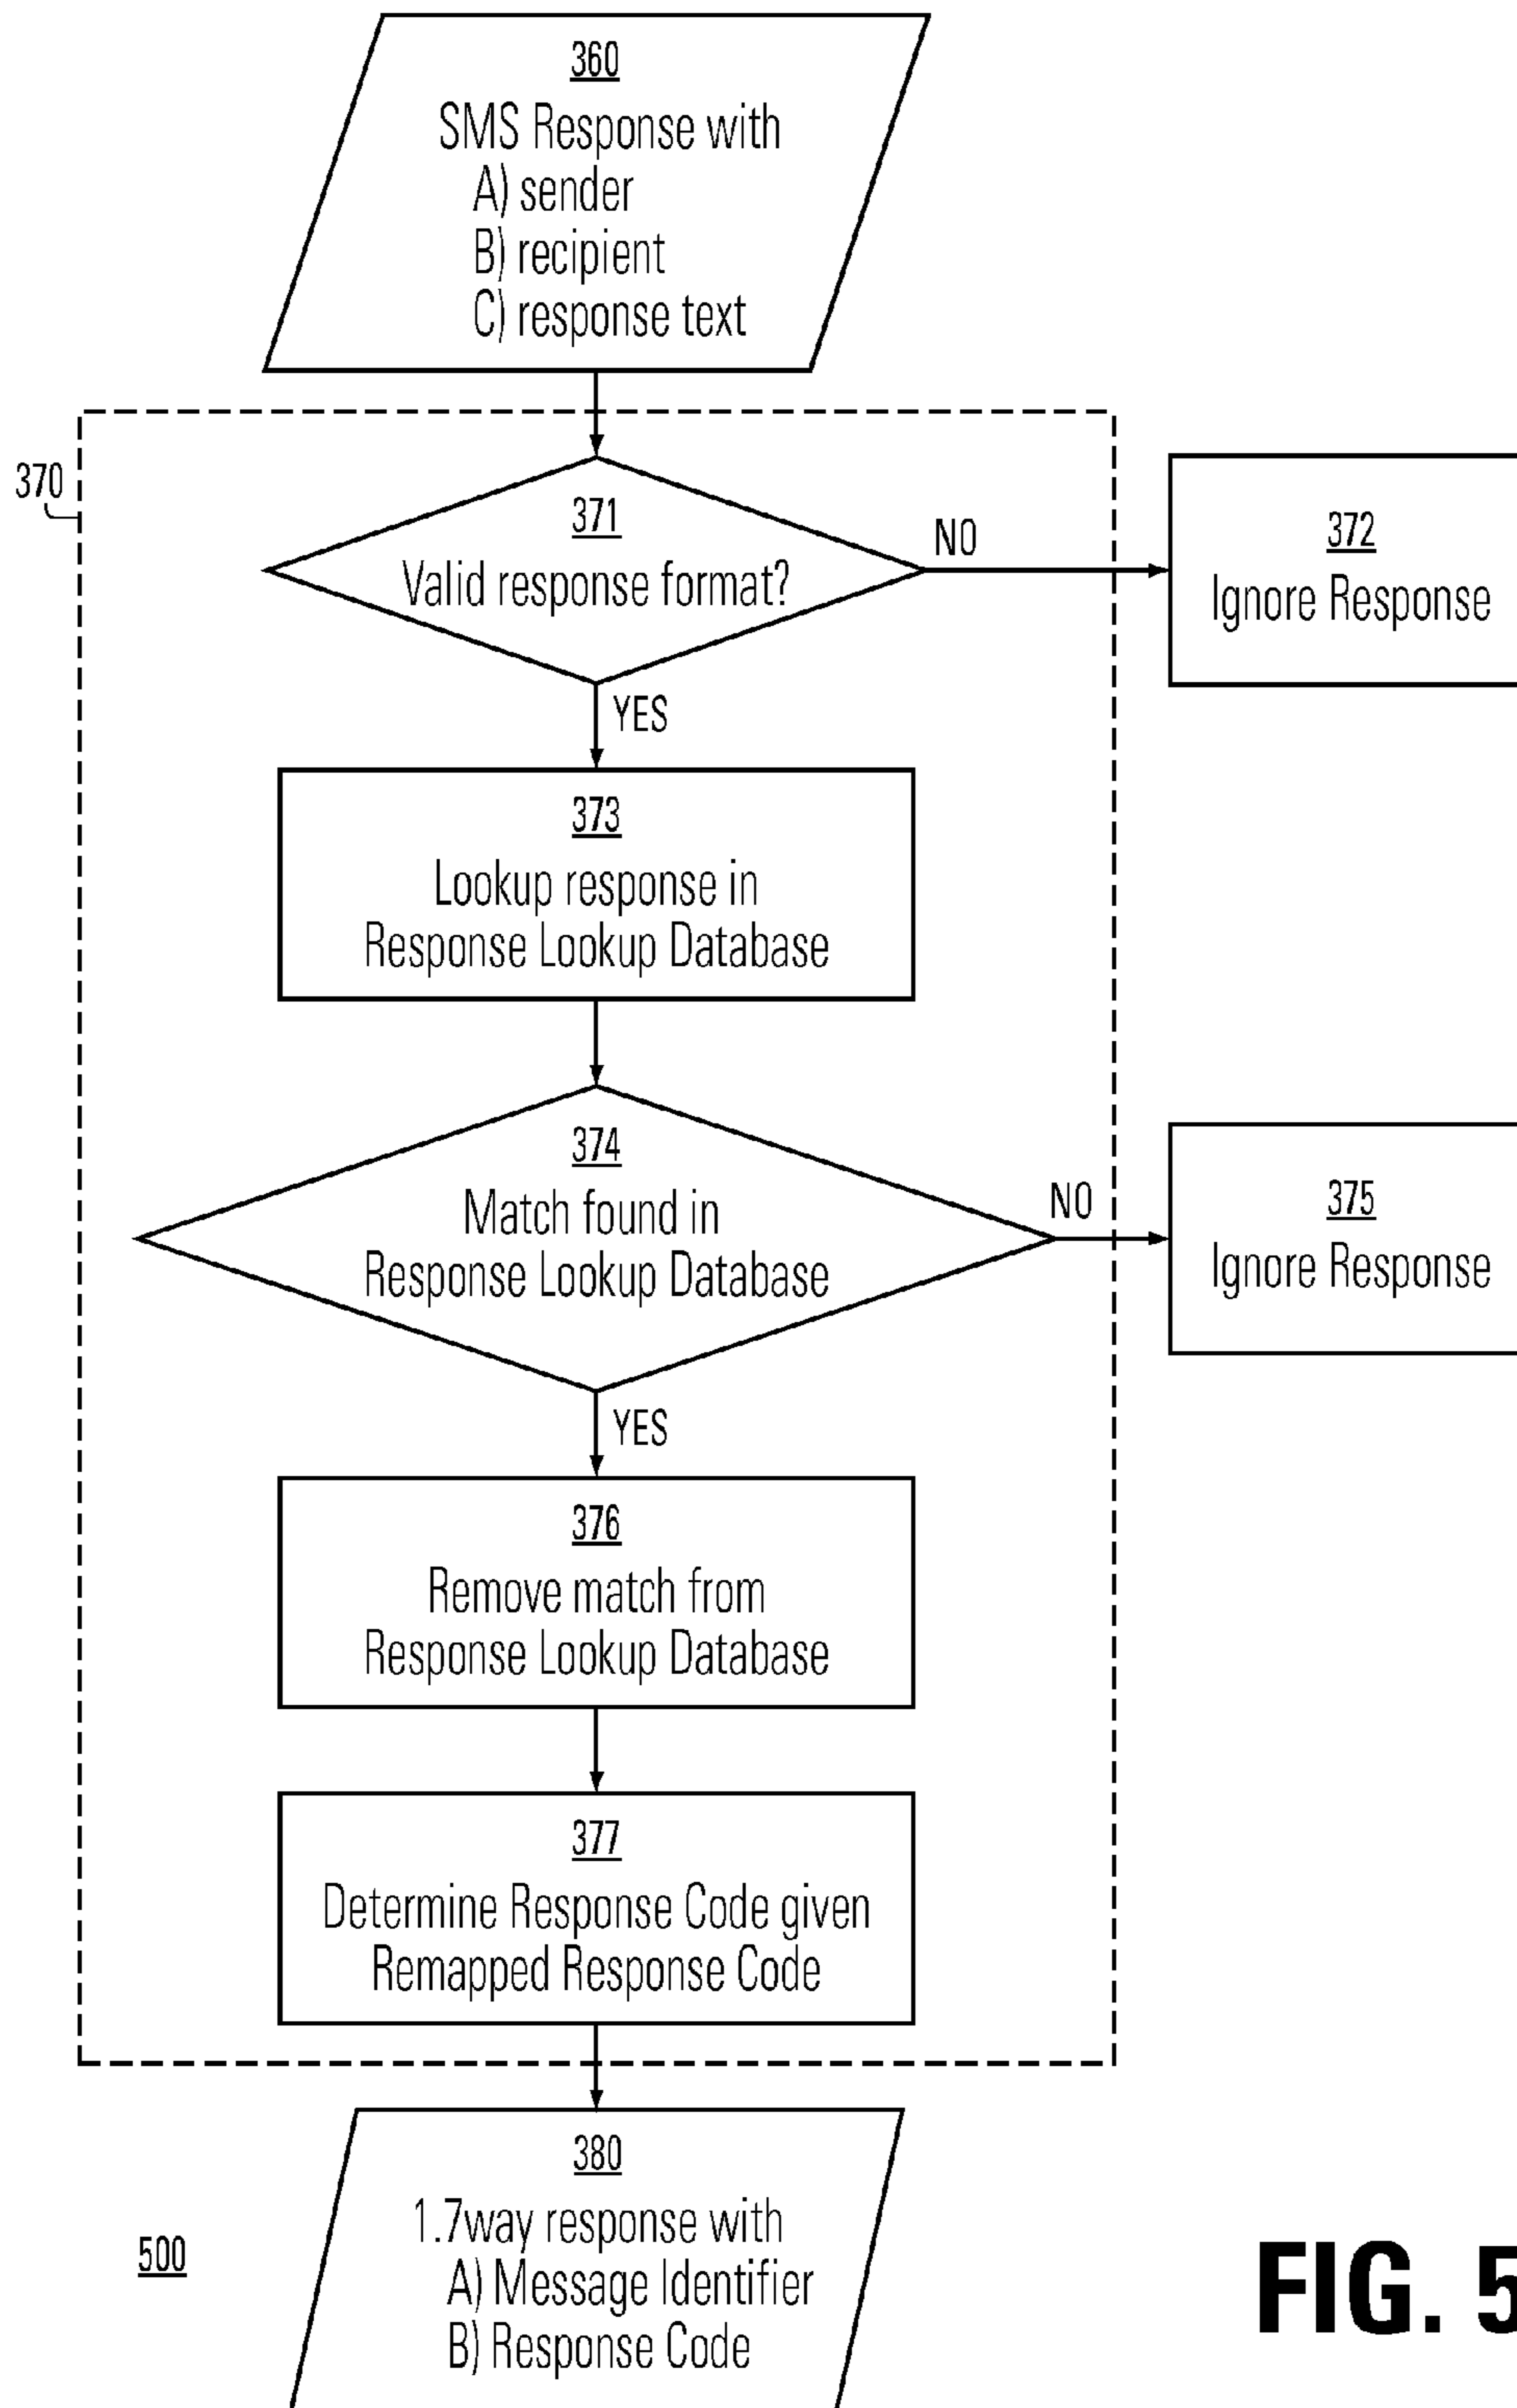 360
SMS Response with
A) sender
B) recipient
C) response text
370
371
Valid response format?
NO
372
Ignore Response
YES
373
Lookup response in
Response Lookup Database
374
Match found in
Response Lookup Database
NO
375
Ignore Response
YES
376
Remove match from
Response Lookup Database
377
Determine Response Code given
Remapped Response Code
380
1.7way response with
A) Message Identifier
B) Response Code
500
FIG. 5